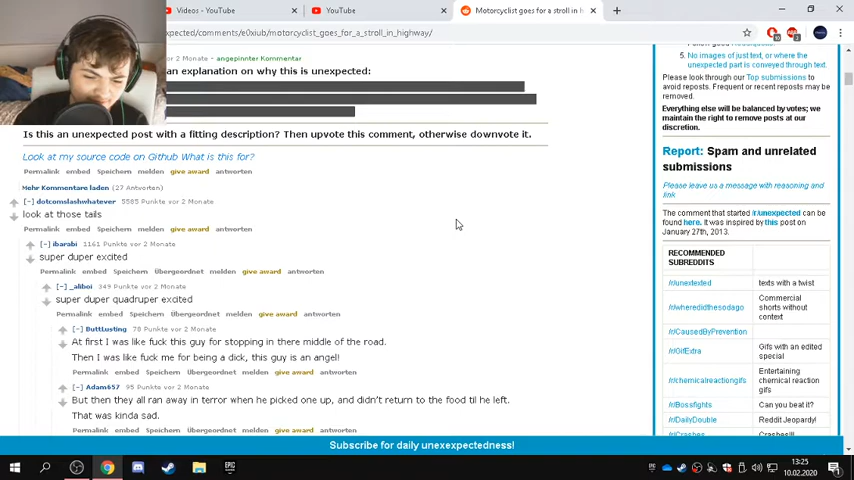 Videos - YouTube
YouTube
Motorcyclist goes for a stroll in h
xpected/comments/e0xiub/motorcyclist_goes_for_a_stroll_in_highway/
vor 2 Monate - angepinnter Kommentar
an explanation on why this is unexpected:
Is this an unexpected post with a fitting description? Then upvote this comment, otherwise downvote it.
Look at my source code on Github What is this for?
Permalink embed Speichern melden give award antworten
Mehr Kommentare laden (27 Antworten)
[-] dotcomslashwhatever 5585 Punkte vor 2 Monate
look at those tails
Permalink embed Speichern melden give award antworten
[-] ibarabi 1161 Punkte vor 2 Monate
super duper excited
Permalink embed Speichern Übergeordnet melden give award antworten
[-] _aliboi 349 Punkte vor 2 Monate
super duper quadruper excited
Permalink embed Speichern Übergeordnet melden give award antworten
[-] ButtLusting 78 Punkte vor 2 Monate
At first I was like fuck this guy for stopping in there middle of the road.
Then I was like fuck me for being a dick, this guy is an angel!
Permalink embed Speichern Übergeordnet melden give award antworten
[-] Adam657 95 Punkte vor 2 Monate
But then they all ran away in terror when he picked one up, and didn't return to the food til he left.
That was kinda sad.
Permalink embed Speichern Übergeordnet melden give award antworten
5. No images of just text, or where the
unexpected part is conveyed through text.
Please look through our Top submissions to
avoid reposts. Frequent or recent reposts may be
removed.
Everything else will be balanced by votes; we
maintain the right to remove posts at our
discretion.
Report: Spam and unrelated
submissions
Please leave us a message with reasoning and
link
The comment that started /r/unexpected can be
found here. It was inspired by this post on
January 27th, 2013.
RECOMMENDED
SUBREDDITS
/r/unextexted texts with a twist
/r/wheredidthesodago Commercial
shorts without
context
/r/CausedByPrevention
/r/GifExtra Gifs with an edited
special
/r/chemicalreactiongifs Entertaining
chemical reaction
gifs
/r/Bossfights Can you beat it?
/r/DailyDouble Reddit Jeopardy!
/r/Crashes Crashes!!!
Subscribe for daily unexexpectedness!
DE
13:25
10.02.2020